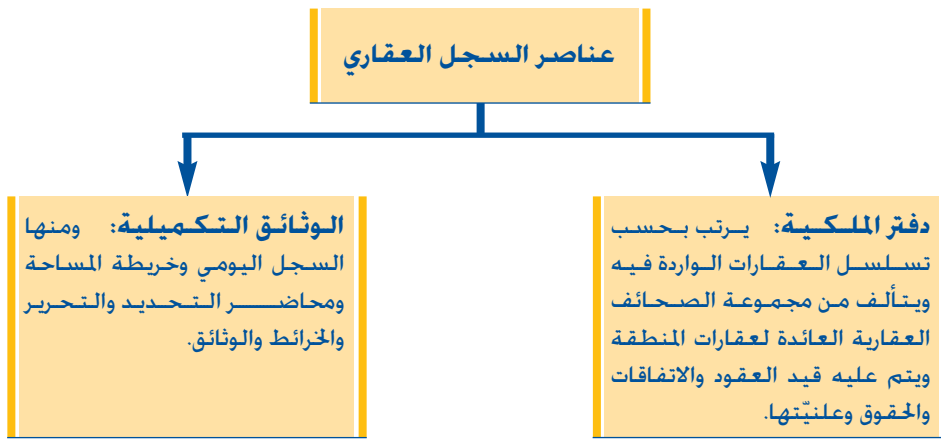 عناصر السجل العقاري
دفتر الملكية: يرتب بحسب
تسلسل العقارات الواردة فيه
ويتألف من مجموعة الصحائف
العقارية العائدة لعقارات المنطقة
ويتم عليه قيد العقود والاتفاقات
والحقوق وعلنيّتها.
الوثائق التكميلية: ومنها
السجل اليومي وخريطة المساحة
ومحاضر التحديد والتحرير
والخرائط والوثائق.